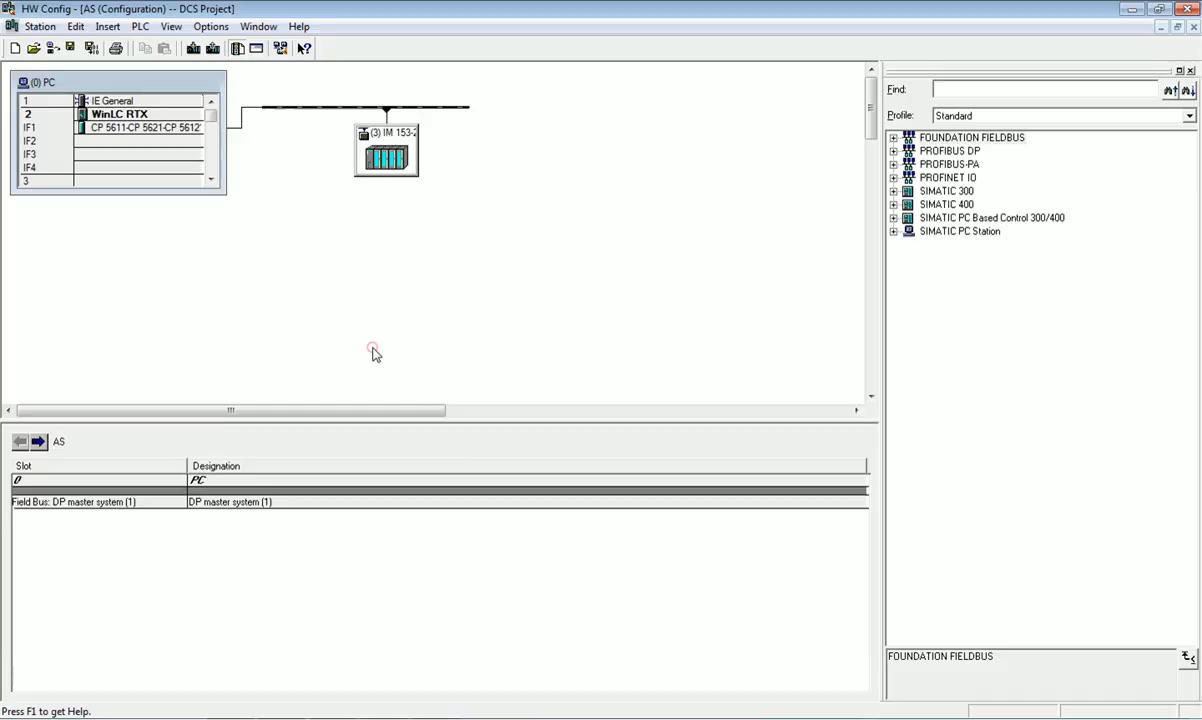 HW Config - [AS (Configuration) -- DCS Project]
Station Edit Insert PLC View Options Window Help
(0) PC
1 IE General
2 WinLC RTX
IF1 CP 5611-CP 5621-CP 5612
IF2
IF3
IF4
3
(3) IM 153-2
Find:
Profile: Standard
FOUNDATION FIELDBUS
PROFIBUS DP
PROFIBUS-PA
PROFINET IO
SIMATIC 300
SIMATIC 400
SIMATIC PC Based Control 300/400
SIMATIC PC Station
AS
Slot Designation
0 PC
Field Bus: DP master system (1) DP master system (1)
FOUNDATION FIELDBUS
Press F1 to get Help.